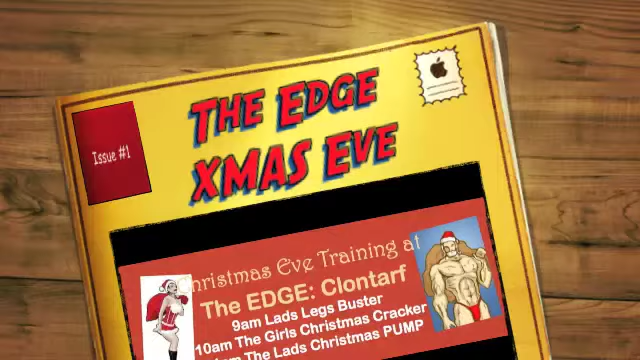 Issue #1
THE EDGE
XMAS EVE
Christmas Eve Training at
The EDGE: Clontarf
9am Lads Legs Buster
10am The Girls Christmas Cracker
The Lads Christmas PUMP